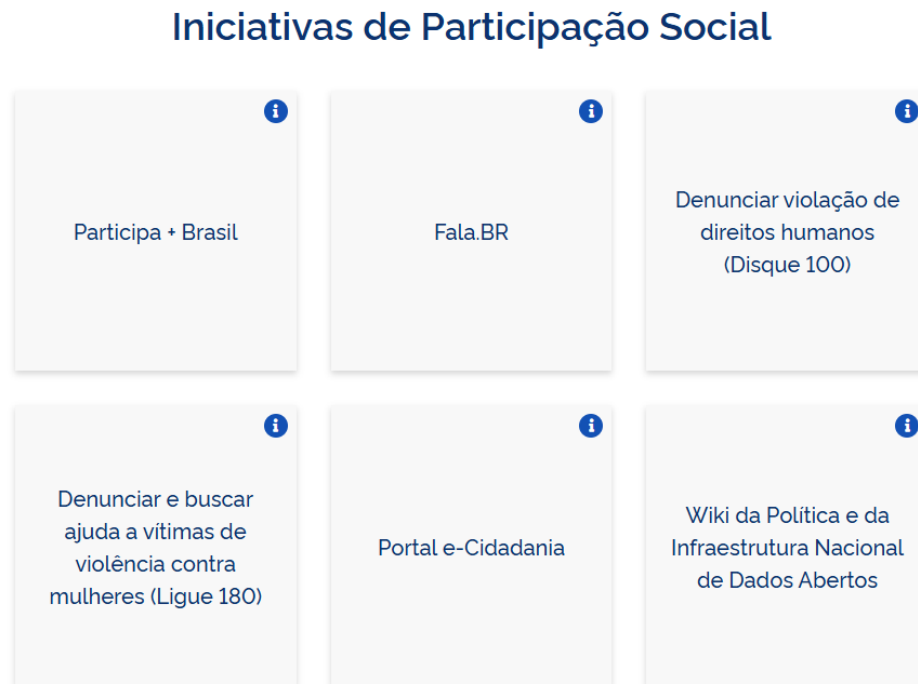 Iniciativas de Participação Social
Participa + Brasil
Fala.BR
Denunciar violação de
direitos humanos
(Disque 100)
Denunciar e buscar
ajuda a vítimas de
violência contra
mulheres (Ligue 180)
Portal e-Cidadania
Wiki da Política e da
Infraestrutura Nacional
de Dados Abertos